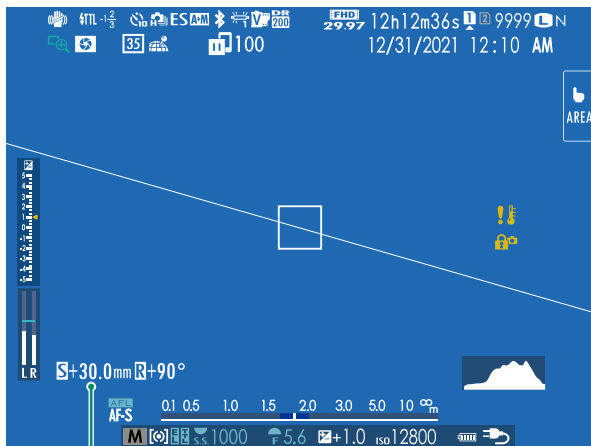 TTL -1⅔ ES A+M DR 200 FHD 29.97 12h12m36s 1 2 9999 L N
35 100 12/31/2021 12:10 AM
AREA
5
4
3
2
1
0
-1
-2
-3
-4
-5
L R
S+30.0mm R+90°
AFL
AF-S
0.1 0.5 1.0 1.5 2.0 3.0 5.0 10 ∞ m
M S.S. 1000 F 5.6 +1.0 ISO 12800